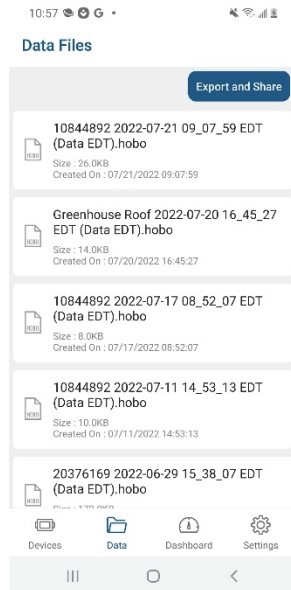 10:57
Data Files
Export and Share
10844892 2022-07-21 09_07_59 EDT
(Data EDT).hobo
Size : 26.0KB
Created On : 07/21/2022 09:07:59
Greenhouse Roof 2022-07-20 16_45_27
EDT (Data EDT).hobo
Size : 14.0KB
Created On : 07/20/2022 16:45:27
10844892 2022-07-17 08_52_07 EDT
(Data EDT).hobo
Size : 8.0KB
Created On : 07/17/2022 08:52:07
10844892 2022-07-11 14_53_13 EDT
(Data EDT).hobo
Size : 10.0KB
Created On : 07/11/2022 14:53:13
20376169 2022-06-29 15_38_07 EDT
(Data EDT).hobo
Devices Data Dashboard Settings